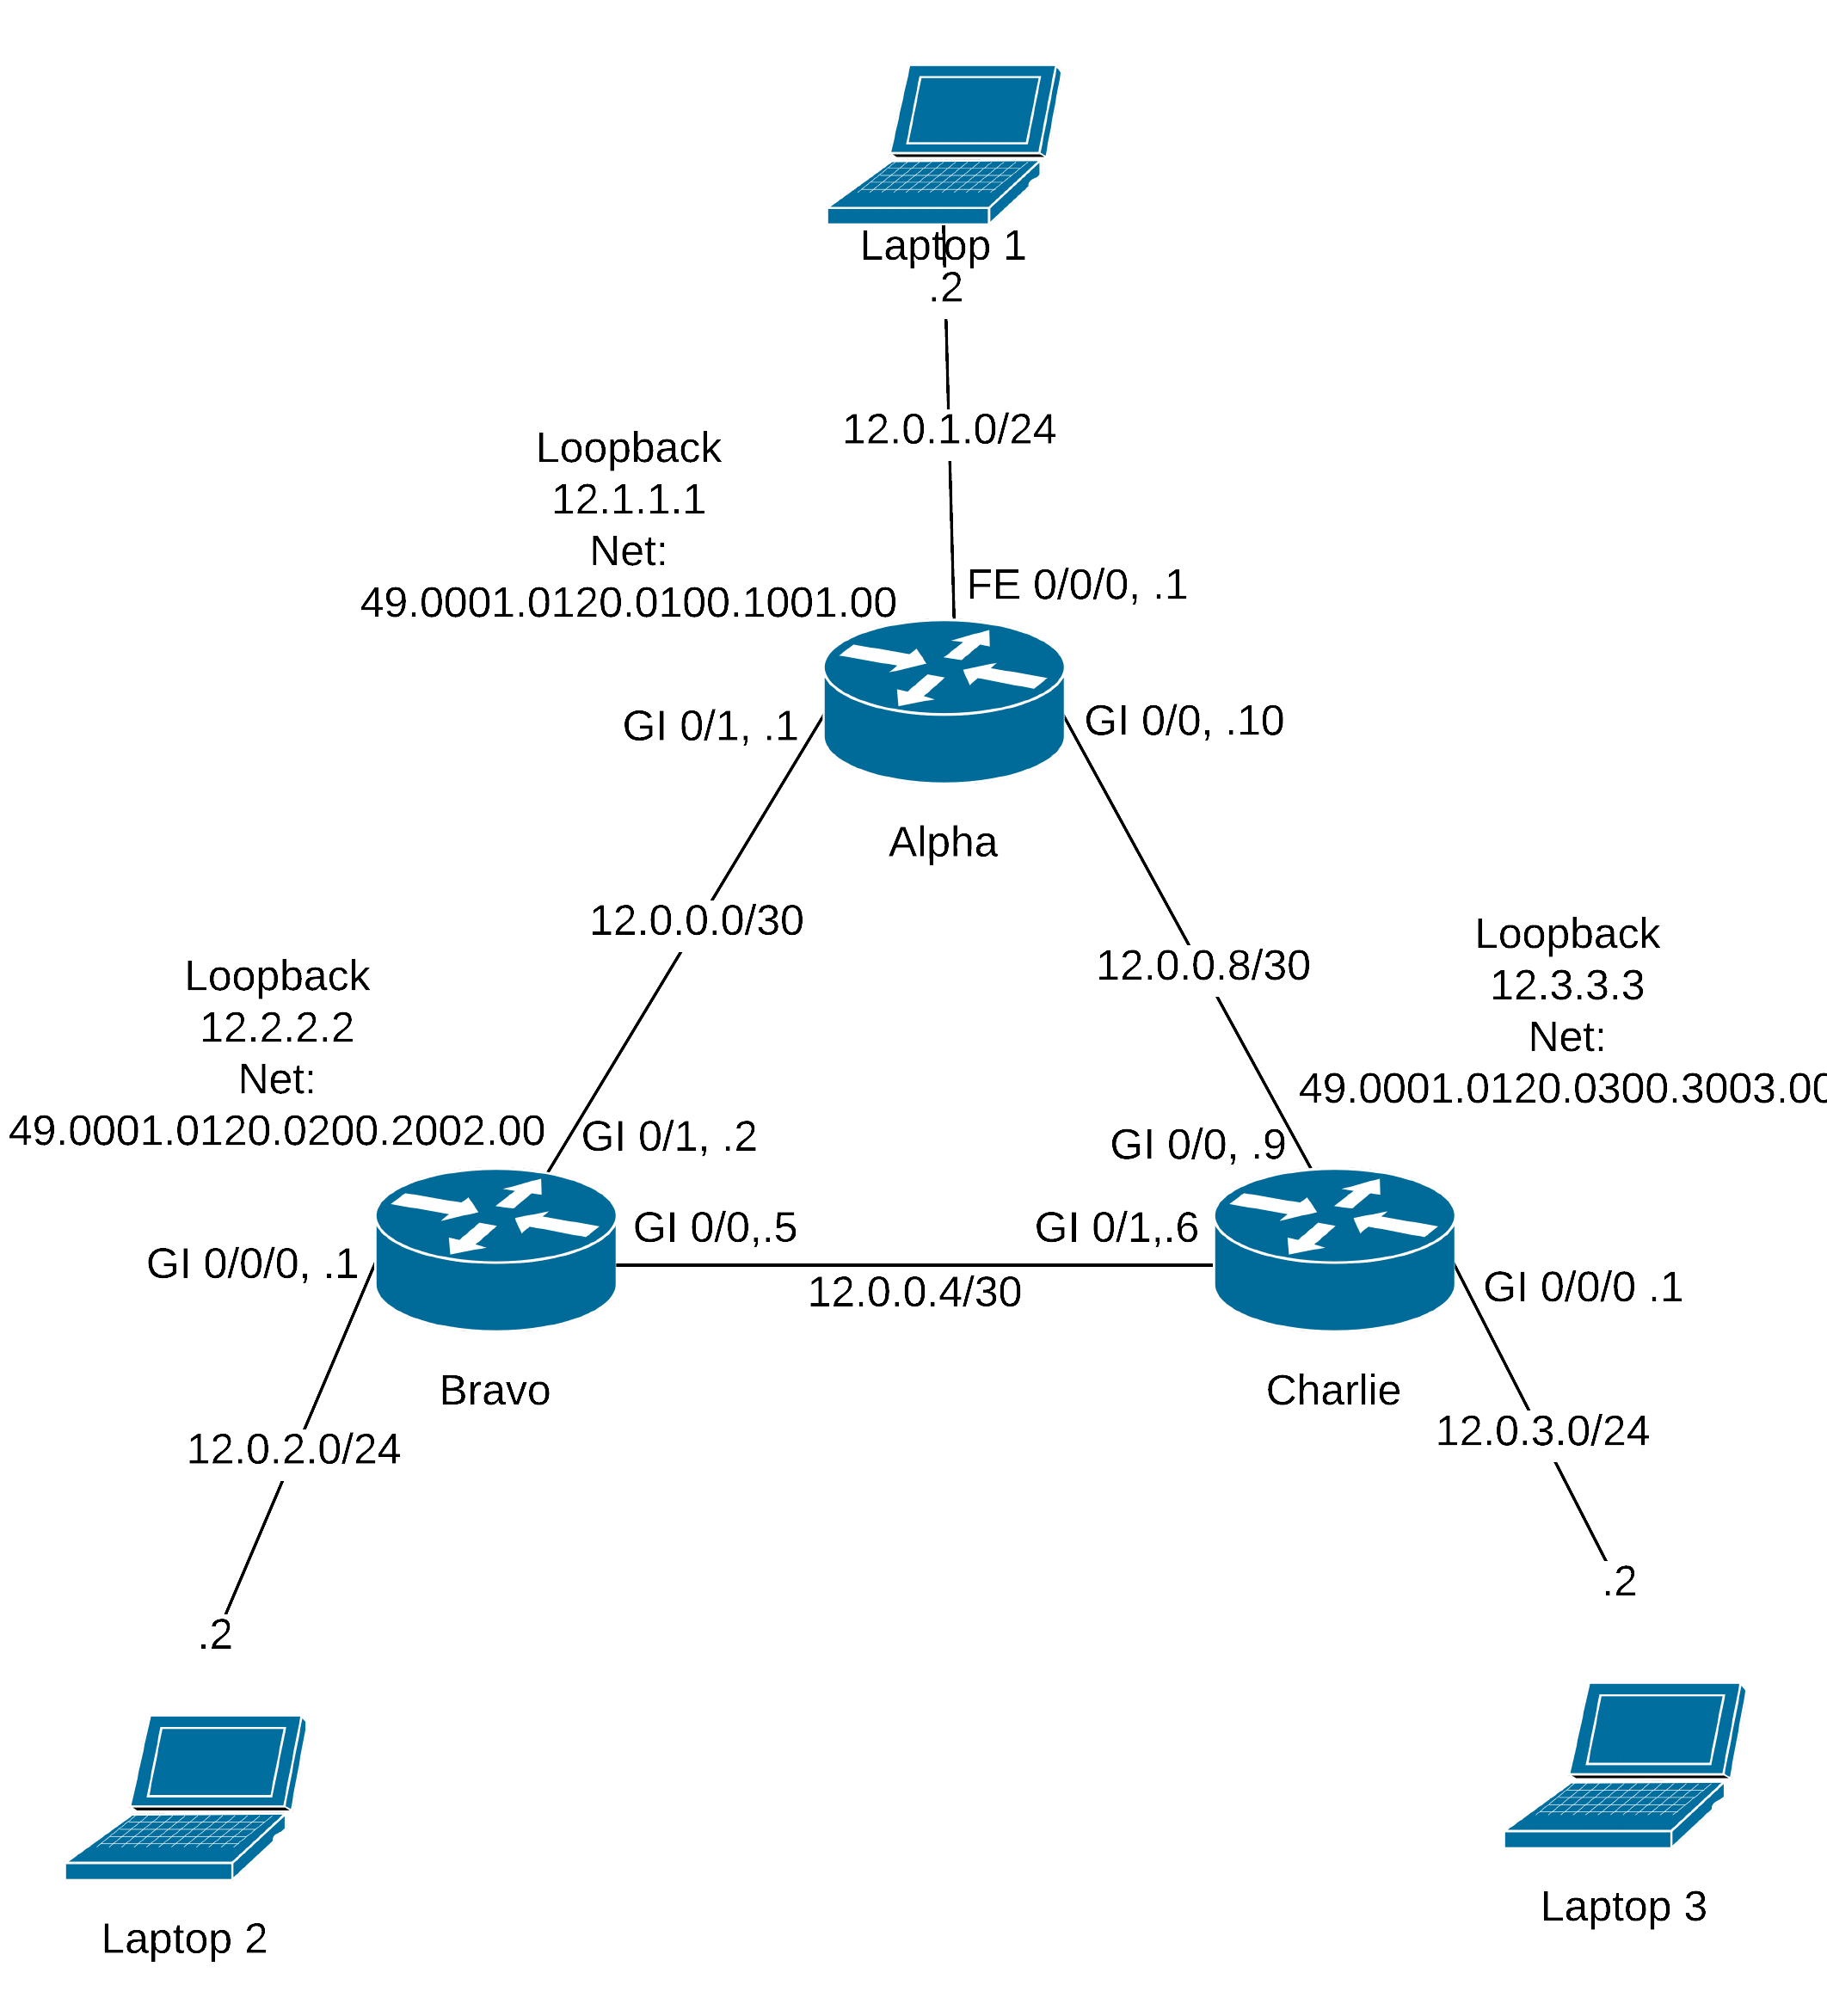 Laptop 1
.2
12.0.1.0/24
Loopback
12.1.1.1
Net:
49.0001.0120.0100.1001.00
FE 0/0/0, .1
GI 0/1, .1
GI 0/0, .10
Alpha
12.0.0.0/30
12.0.0.8/30
Loopback
12.3.3.3
Net:
49.0001.0120.0300.3003.00
Loopback
12.2.2.2
Net:
49.0001.0120.0200.2002.00
GI 0/1, .2
GI 0/0, .9
GI 0/0,.5
GI 0/1,.6
GI 0/0/0, .1
12.0.0.4/30
GI 0/0/0 .1
Bravo
Charlie
12.0.2.0/24
12.0.3.0/24
.2
.2
Laptop 3
Laptop 2